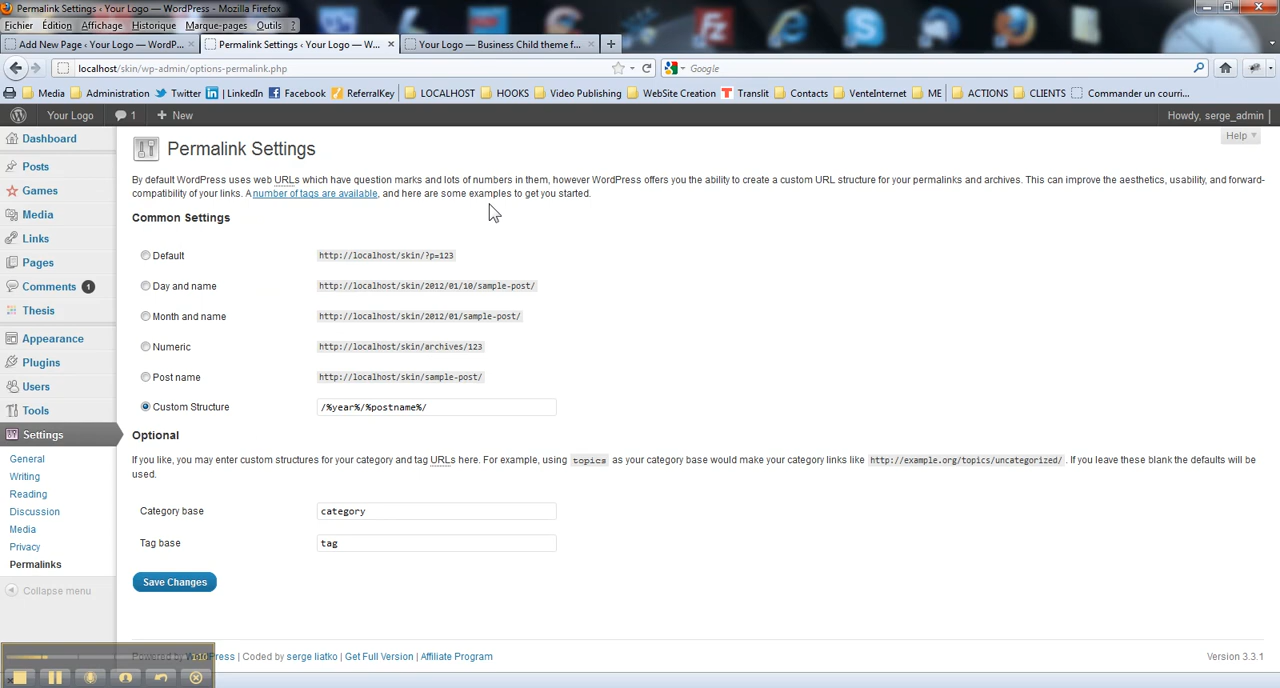 Permalink Settings ‹ Your Logo — WordPress - Mozilla Firefox
Fichier Édition Affichage Historique Marque-pages Outils ?
Add New Page ‹ Your Logo — WordP... × Permalink Settings ‹ Your Logo — W... × Your Logo — Business Child theme f... × +
localhost/skin/wp-admin/options-permalink.php Google
Media Administration Twitter LinkedIn Facebook ReferralKey LOCALHOST HOOKS Video Publishing WebSite Creation Translit Contacts VenteInternet ME ACTIONS CLIENTS Commander un courri...
Your Logo 1 + New Howdy, serge_admin
Help
Dashboard
Posts
Games
Media
Links
Pages
Comments 1
Thesis
Appearance
Plugins
Users
Tools
Settings
General
Writing
Reading
Discussion
Media
Privacy
Permalinks
Collapse menu
Permalink Settings
By default WordPress uses web URLs which have question marks and lots of numbers in them, however WordPress offers you the ability to create a custom URL structure for your permalinks and archives. This can improve the aesthetics, usability, and forward-
compatibility of your links. A number of tags are available, and here are some examples to get you started.
Common Settings
Default http://localhost/skin/?p=123
Day and name http://localhost/skin/2012/01/10/sample-post/
Month and name http://localhost/skin/2012/01/sample-post/
Numeric http://localhost/skin/archives/123
Post name http://localhost/skin/sample-post/
Custom Structure /%year%/%postname%/
Optional
If you like, you may enter custom structures for your category and tag URLs here. For example, using topics as your category base would make your category links like http://example.org/topics/uncategorized/ . If you leave these blank the defaults will be
used.
Category base category
Tag base tag
Save Changes
Powered by WordPress | Coded by serge liatko | Get Full Version | Affiliate Program Version 3.3.1